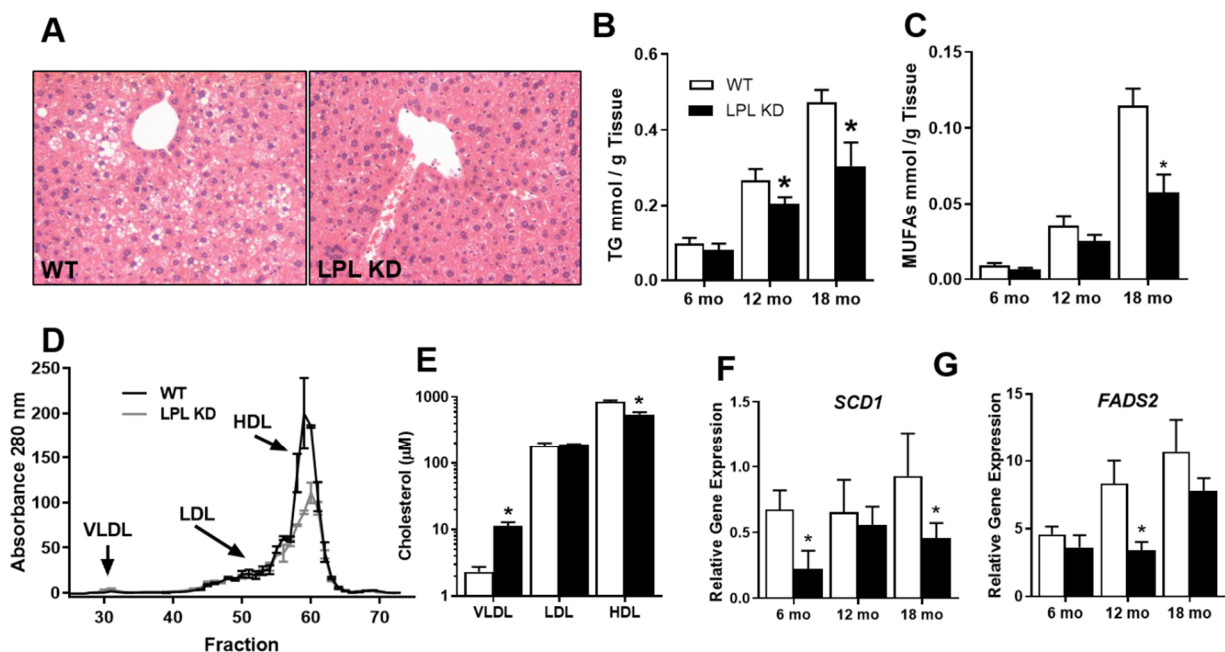 A
WT
LPL KD
B
TG mmol / g Tissue
0.6
0.4
0.2
0.0
WT
LPL KD
*
*
6 mo
12 mo
18 mo
C
MUFAs mmol /g Tissue
0.15
0.10
0.05
0.00
*
6 mo
12 mo
18 mo
D
Absorbance 280 nm
250
200
150
100
50
0
WT
LPL KD
HDL
LDL
VLDL
30
40
50
60
70
Fraction
E
Cholesterol (µM)
1000
100
10
1
*
*
VLDL
LDL
HDL
F
SCD1
Relative Gene Expression
1.5
1.0
0.5
0.0
*
*
6 mo
12 mo
18 mo
G
FADS2
Relative Gene Expression
15
10
5
0
*
6 mo
12 mo
18 mo